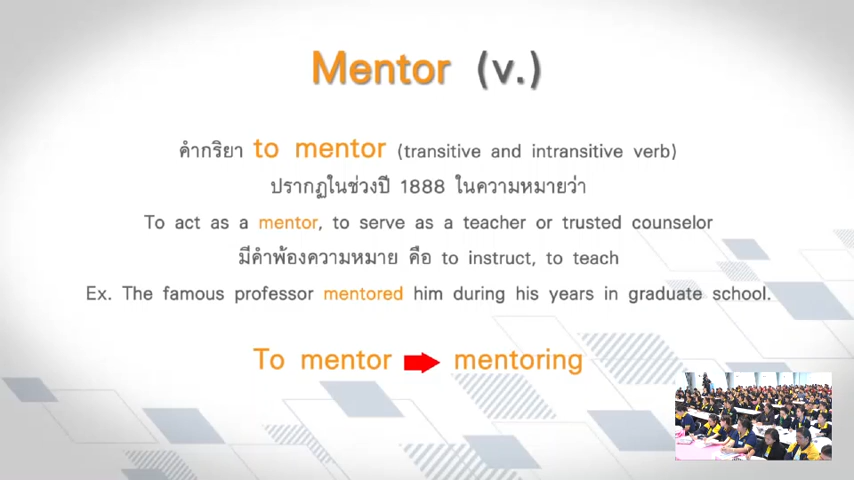 Mentor (v.)
คำกริยา to mentor (transitive and intransitive verb)
ปรากฏในช่วงปี 1888 ในความหมายว่า
To act as a mentor, to serve as a teacher or trusted counselor
มีคำพ้องความหมาย คือ to instruct, to teach
Ex. The famous professor mentored him during his years in graduate school.
To mentor mentoring